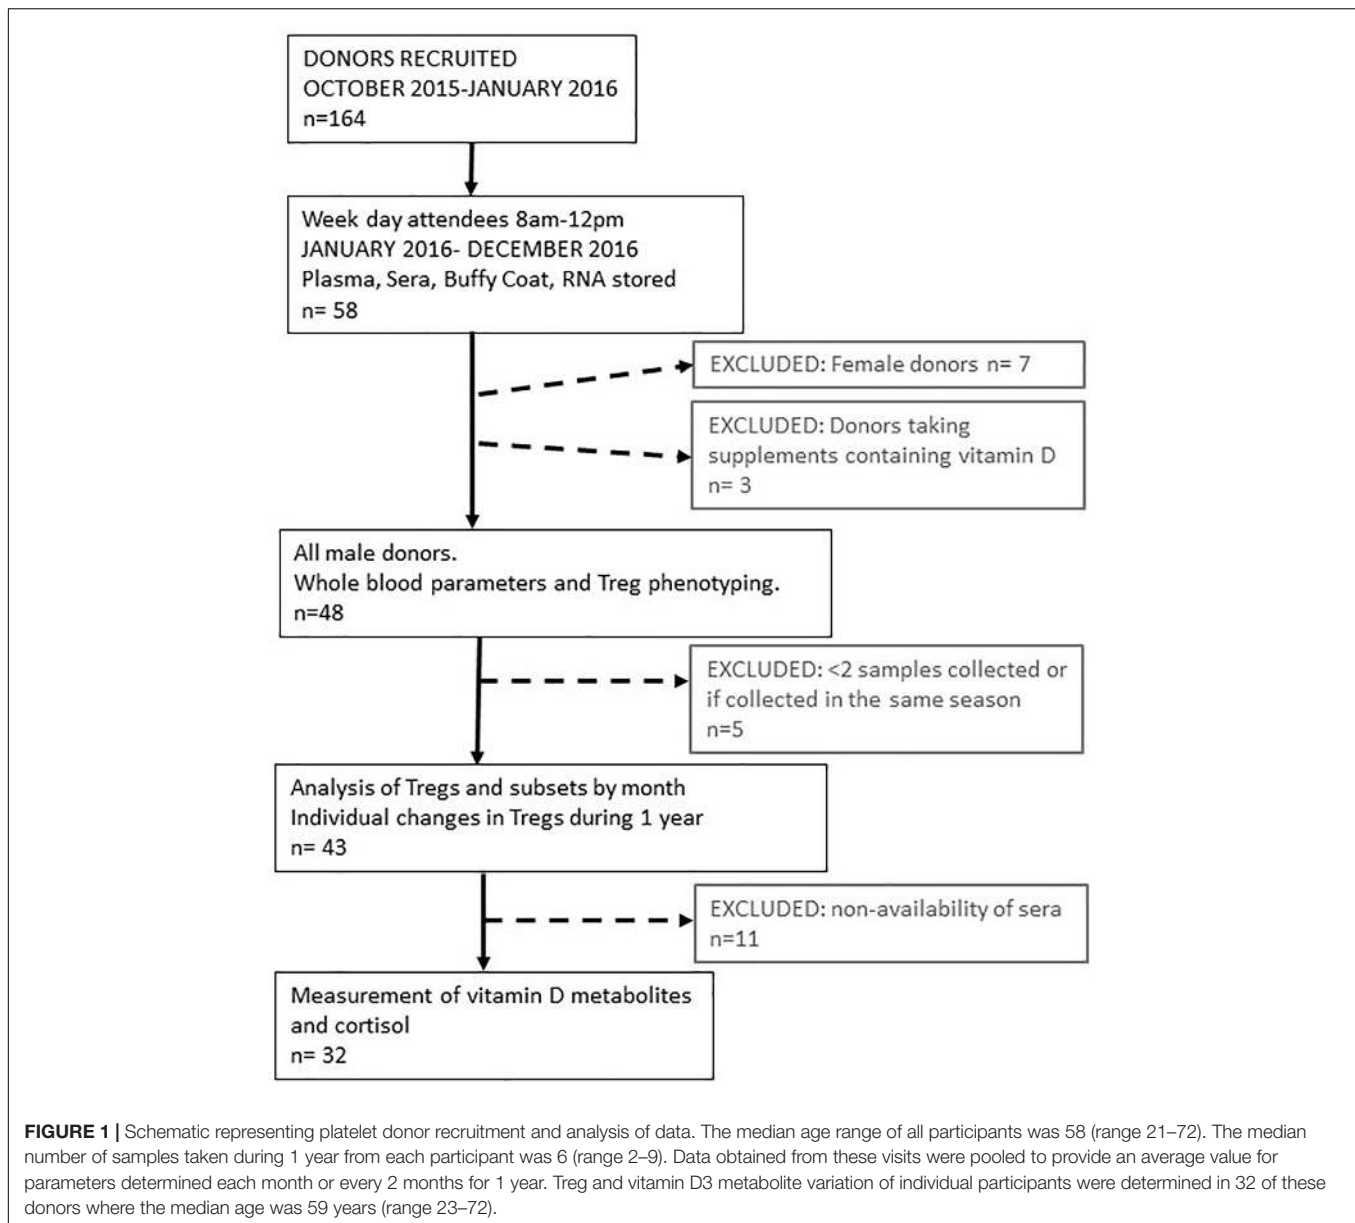 DONORS RECRUITED
OCTOBER 2015-JANUARY 2016
n=164
Week day attendees 8am-12pm
JANUARY 2016- DECEMBER 2016
Plasma, Sera, Buffy Coat, RNA stored
n= 58
EXCLUDED: Female donors n= 7
EXCLUDED: Donors taking
supplements containing vitamin D
n= 3
All male donors.
Whole blood parameters and Treg phenotyping.
n=48
EXCLUDED: <2 samples collected or
if collected in the same season
n=5
Analysis of Tregs and subsets by month
Individual changes in Tregs during 1 year
n= 43
EXCLUDED: non-availability of sera
n=11
Measurement of vitamin D metabolites
and cortisol
n= 32
FIGURE 1 | Schematic representing platelet donor recruitment and analysis of data. The median age range of all participants was 58 (range 21–72). The median
number of samples taken during 1 year from each participant was 6 (range 2–9). Data obtained from these visits were pooled to provide an average value for
parameters determined each month or every 2 months for 1 year. Treg and vitamin D3 metabolite variation of individual participants were determined in 32 of these
donors where the median age was 59 years (range 23–72).